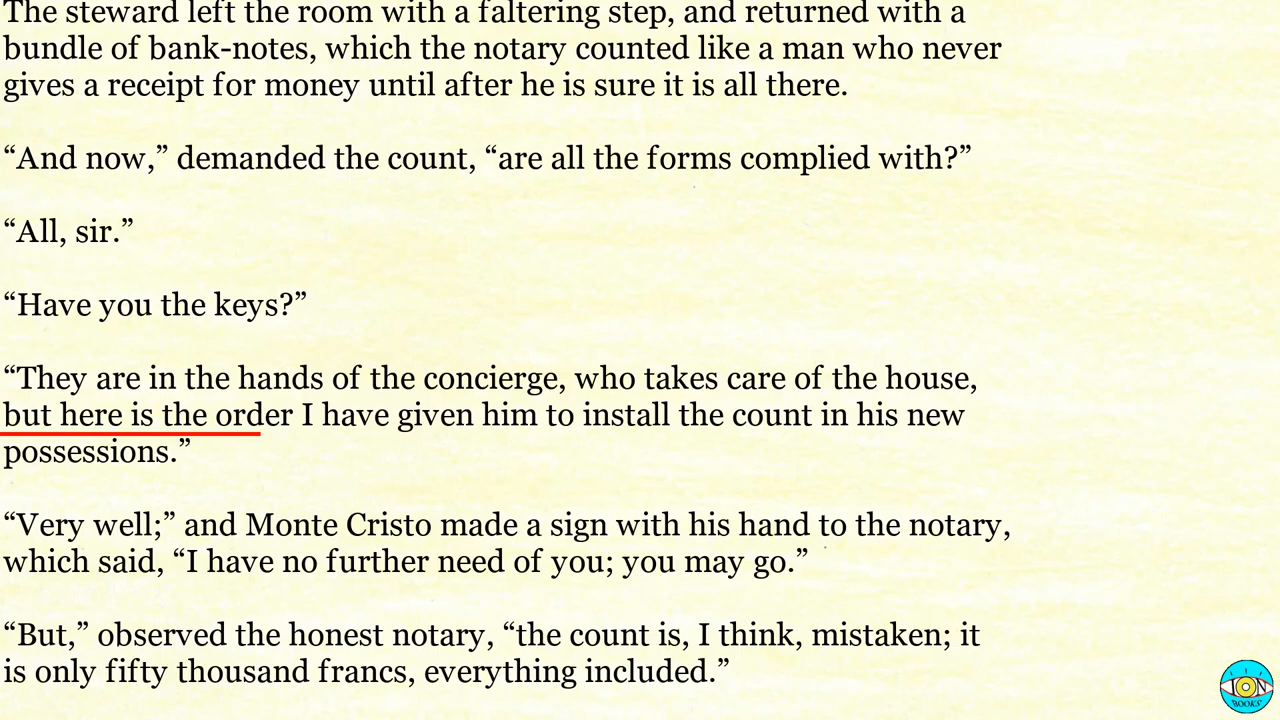 The steward left the room with a faltering step, and returned with a
bundle of bank-notes, which the notary counted like a man who never
gives a receipt for money until after he is sure it is all there.
“And now,” demanded the count, “are all the forms complied with?”
“All, sir.”
“Have you the keys?”
“They are in the hands of the concierge, who takes care of the house,
but here is the order I have given him to install the count in his new
possessions.”
“Very well;” and Monte Cristo made a sign with his hand to the notary,
which said, “I have no further need of you; you may go.”
“But,” observed the honest notary, “the count is, I think, mistaken; it
is only fifty thousand francs, everything included.”
ION
BOOKS